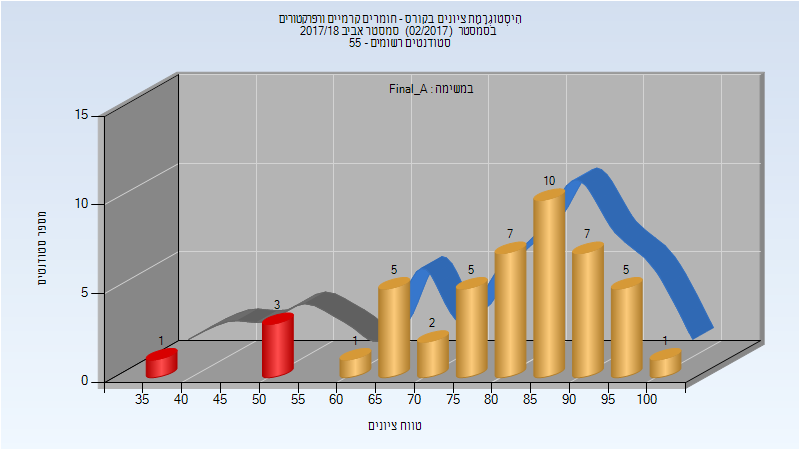 היסטוגרמת ציונים בקורס - חומרים קרמיים ורפרקטורים
בסמסטר (02/2017) סמסטר אביב 2017/18
סטודנטים רשומים - 55
במשימה : Final_A
15
10
5
0
מספר סטודנטים
1
3
1
5
2
5
7
10
7
5
1
35 40 45 50 55 60 65 70 75 80 85 90 95 100
טווח ציונים